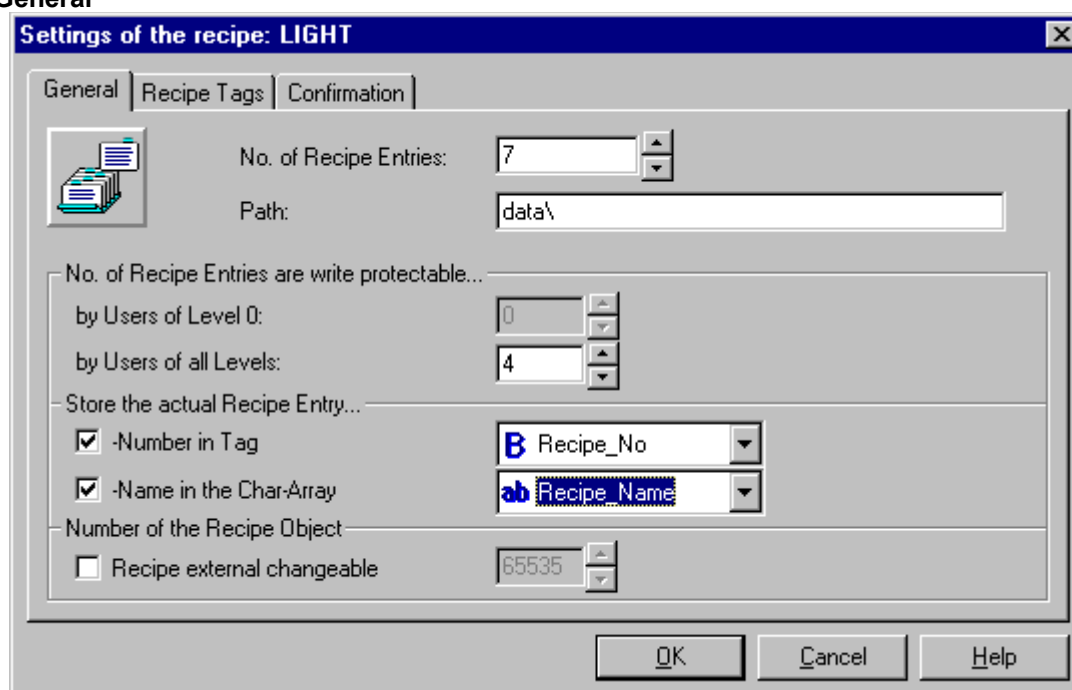 General
Settings of the recipe: LIGHT
General Recipe Tags Confirmation
No. of Recipe Entries: 7
Path: data\
No. of Recipe Entries are write protectable...
by Users of Level 0: 0
by Users of all Levels: 4
Store the actual Recipe Entry...
-Number in Tag B Recipe_No
-Name in the Char-Array ab Recipe_Name
Number of the Recipe Object
Recipe external changeable 65535
OK Cancel Help